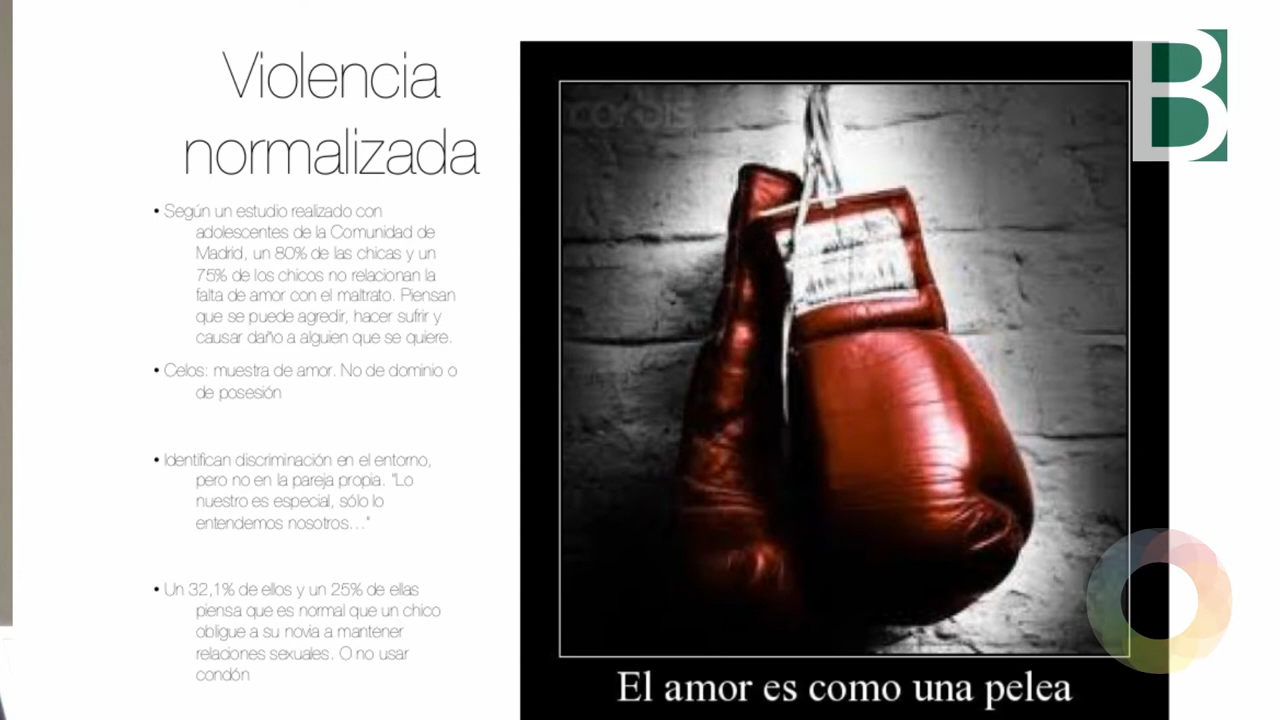 Violencia
normalizada
• Según un estudio realizado con
adolescentes de la Comunidad de
Madrid, un 80% de las chicas y un
75% de los chicos no relacionan la
falta de amor con el maltrato. Piensan
que se puede agredir, hacer sufrir y
causar daño a alguien que se quiere.
• Celos: muestra de amor. No de dominio o
de posesión
• Identifican discriminación en el entorno,
pero no en la pareja propia. "Lo
nuestro es especial, sólo lo
entendemos nosotros…"
• Un 32,1% de ellos y un 25% de ellas
piensa que es normal que un chico
obligue a su novia a mantener
relaciones sexuales. O no usar
condón
corbis
El amor es como una pelea
B